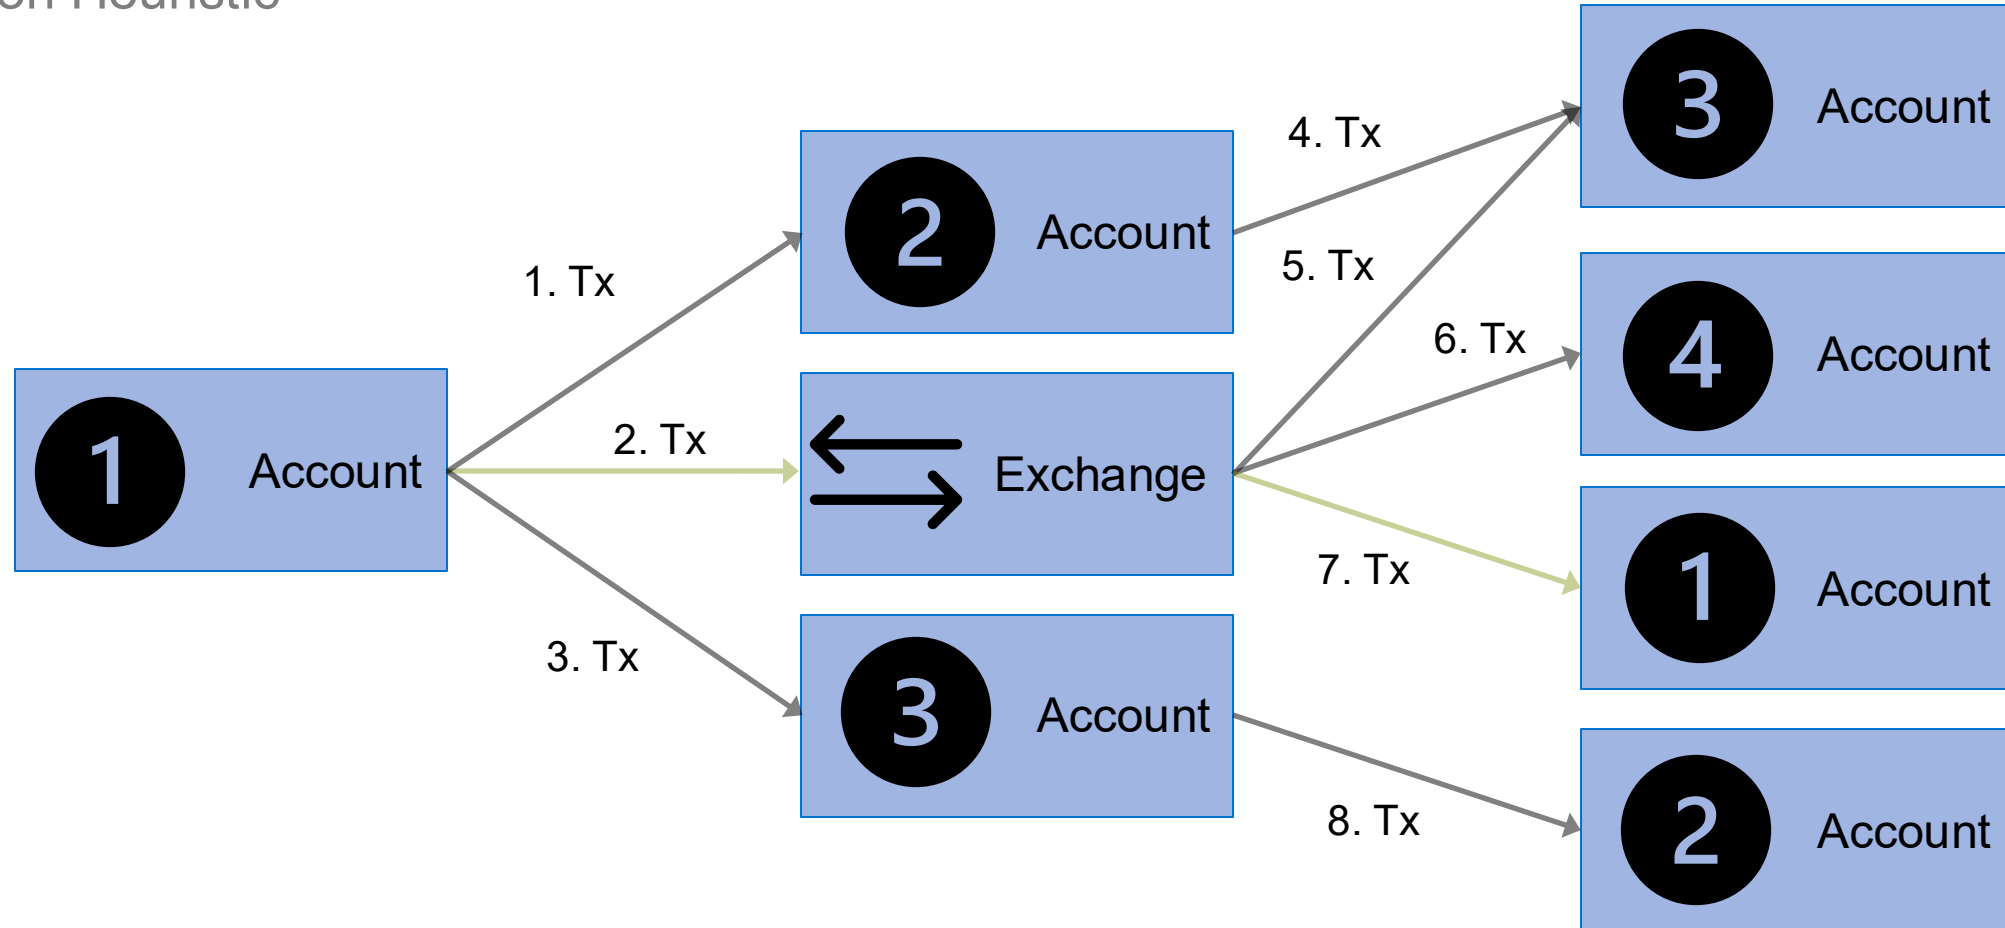 1 Account
1. Tx
2. Tx
3. Tx
2 Account
Exchange
3 Account
4. Tx
5. Tx
6. Tx
7. Tx
8. Tx
3 Account
4 Account
1 Account
2 Account